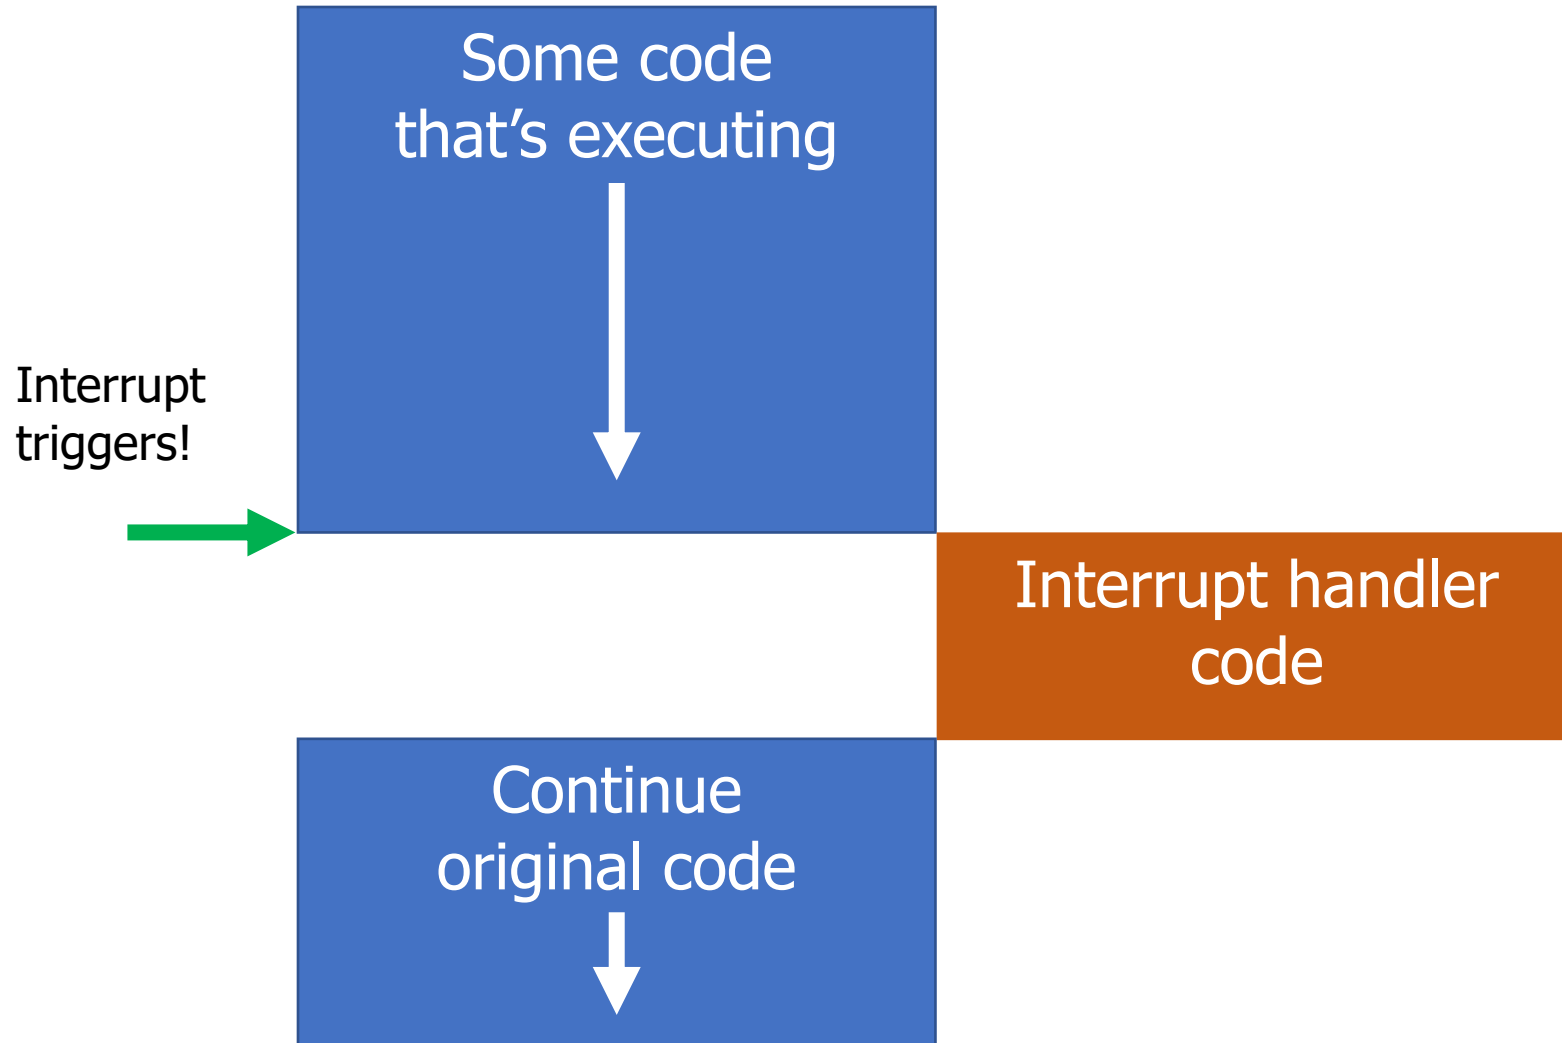 Some code
that’s executing
Interrupt
triggers!
Interrupt handler
code
Continue
original code